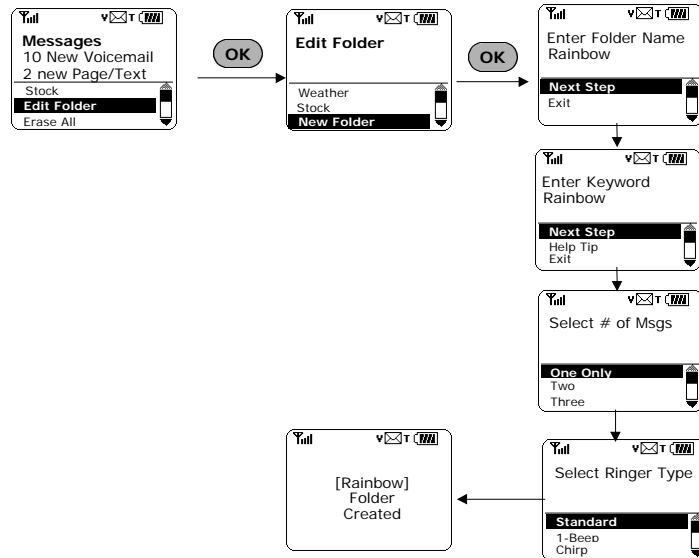 Messages
10 New Voicemail
2 new Page/Text
Stock
Edit Folder
Erase All
OK
Edit Folder
Weather
Stock
New Folder
OK
Enter Folder Name
Rainbow
Next Step
Exit
Enter Keyword
Rainbow
Next Step
Help Tip
Exit
Select # of Msgs
One Only
Two
Three
Select Ringer Type
Standard
1-Beep
Chirp
[Rainbow]
Folder
Created